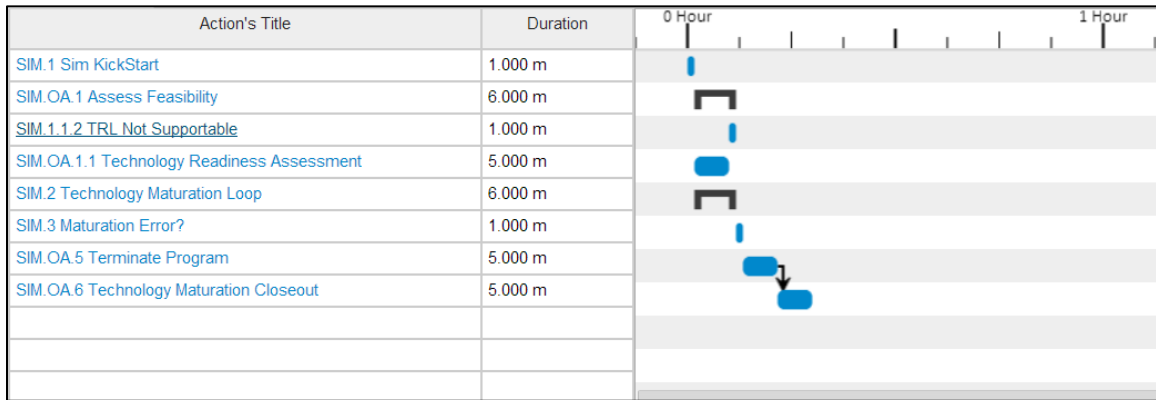 Action's Title Duration 0 Hour 1 Hour
SIM.1 Sim KickStart 1.000 m
SIM.OA.1 Assess Feasibility 6.000 m
SIM.1.1.2 TRL Not Supportable 1.000 m
SIM.OA.1.1 Technology Readiness Assessment 5.000 m
SIM.2 Technology Maturation Loop 6.000 m
SIM.3 Maturation Error? 1.000 m
SIM.OA.5 Terminate Program 5.000 m
SIM.OA.6 Technology Maturation Closeout 5.000 m